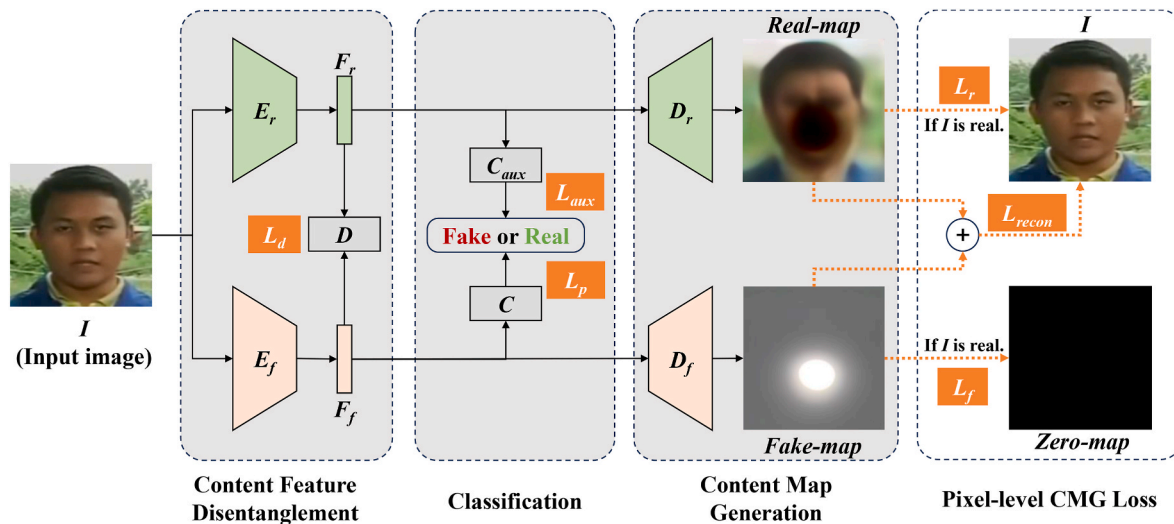 I
(Input image)
E_r
F_r
L_d
D
E_f
F_f
Content Feature
Disentanglement
C_aux
L_aux
Fake or Real
L_p
C
Classification
Real-map
D_r
D_f
Fake-map
Content Map
Generation
I
L_r
If I is real.
L_recon
+
If I is real.
L_f
Zero-map
Pixel-level CMG Loss